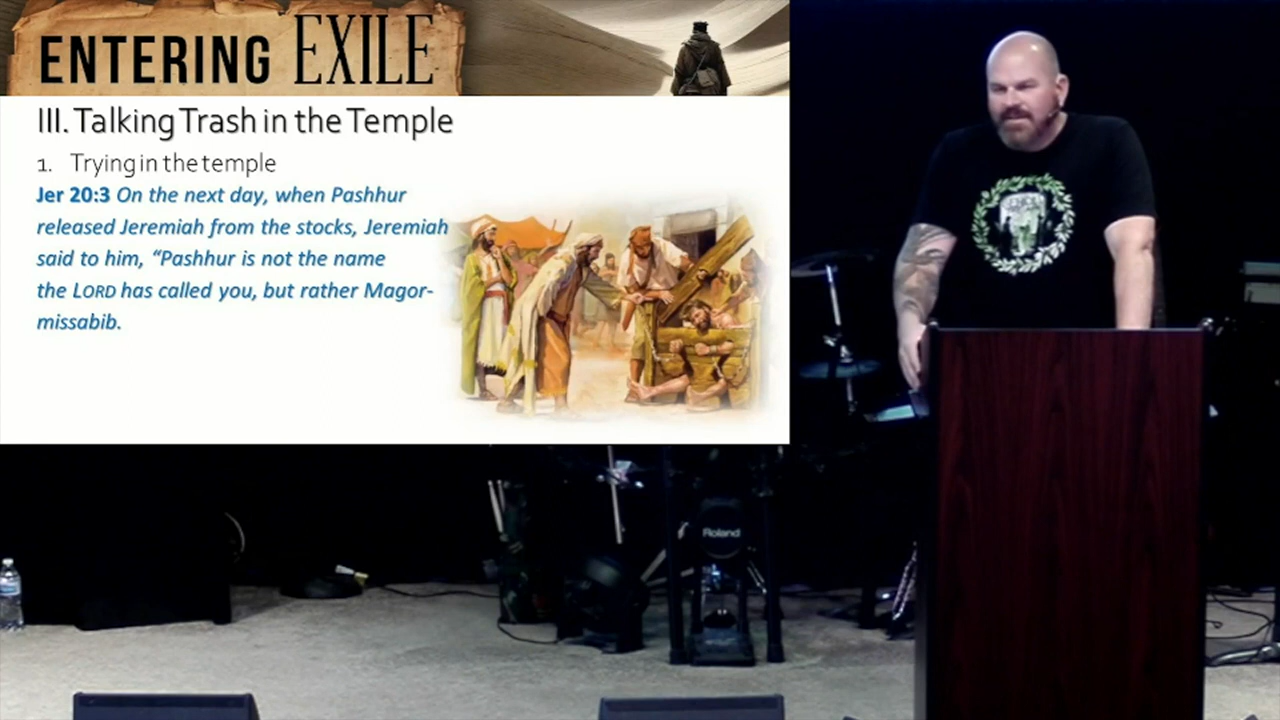 ENTERING EXILE
III. Talking Trash in the Temple
1. Trying in the temple
Jer 20:3 On the next day, when Pashhur
released Jeremiah from the stocks, Jeremiah
said to him, “Pashhur is not the name
the LORD has called you, but rather Magor-
missabib.
Roland